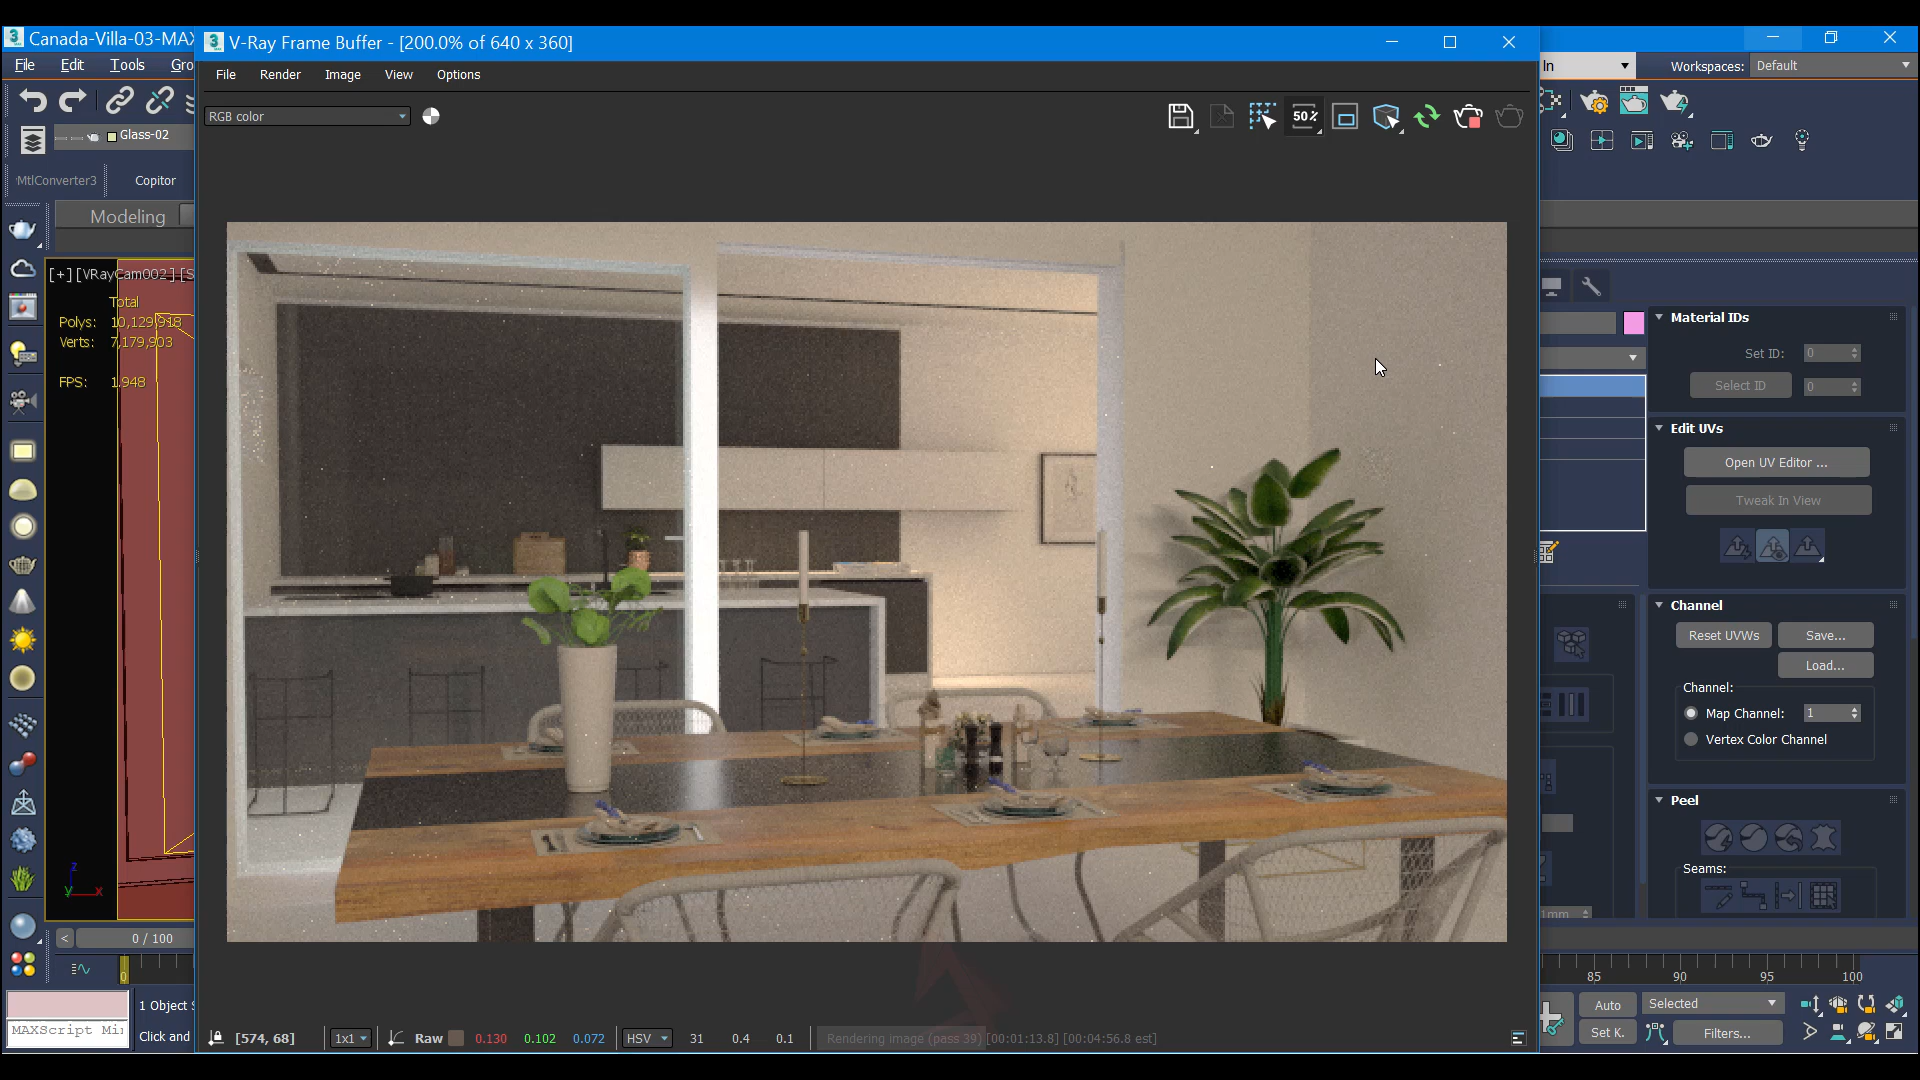 Canada-Villa-03-MAX
V-Ray Frame Buffer - [200.0% of 640 x 360]
File
Edit
Tools
Gro
File
Render
Image
View
Options
In
Workspaces:
Default
RGB color
50%
Glass-02
MtlConverter3
Copitor
Modeling
[+] [VRayCam002] [S
Total
Polys: 10,129,918
Verts: 7,179,903
FPS: 1.948
Material IDs
Set ID: 0
Select ID 0
Edit UVs
Open UV Editor ...
Tweak In View
Channel
Reset UVWs
Save...
Load...
Channel:
Map Channel: 1
Vertex Color Channel
Peel
Seams:
1mm
z
y
x
< 0 / 100
0
85
90
95
100
1 Object S
MAXScript Mi
Click and
[574, 68]
1x1
Raw
0.130
0.102
0.072
HSV
31
0.4
0.1
Rendering image (pass 39) [00:01:13.8] [00:04:56.8 est]
Auto
Selected
Set K.
Filters...